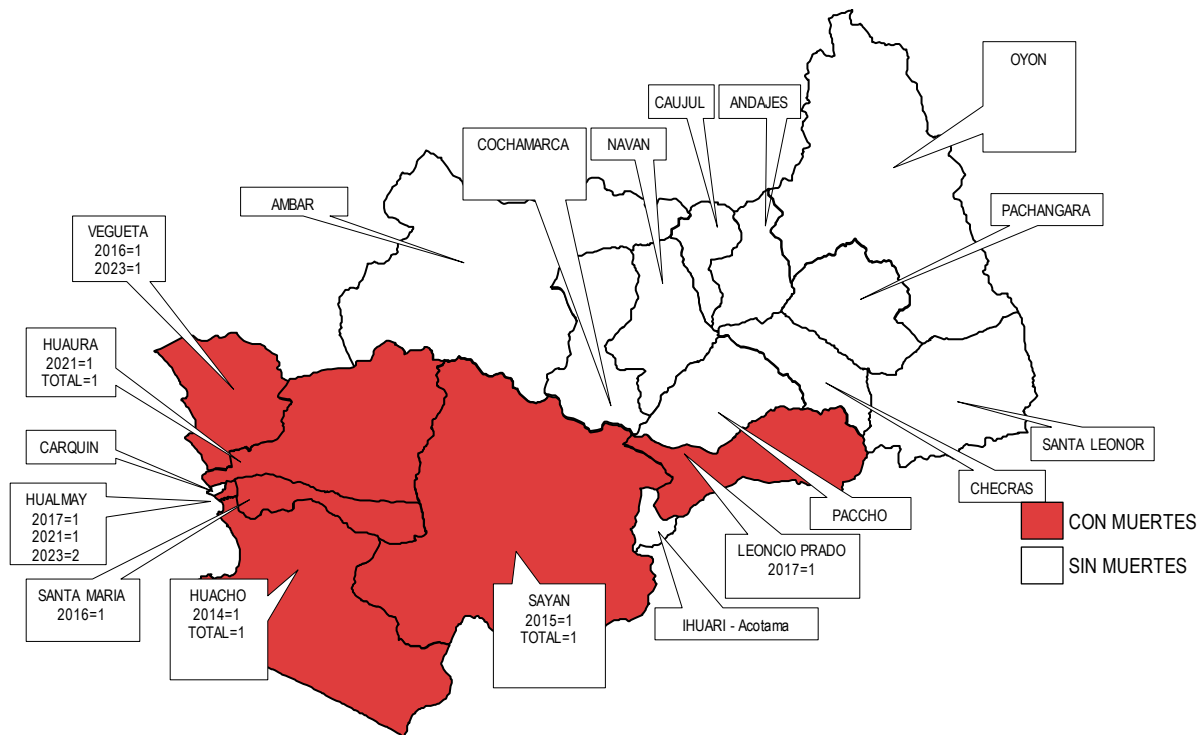 OYON
CAUJUL
ANDAJES
COCHAMARCA
NAVAN
AMBAR
PACHANGARA
VEGUETA
2016=1
2023=1
HUAURA
2021=1
TOTAL=1
CARQUIN
SANTA LEONOR
CHECRAS
HUALMAY
2017=1
2021=1
2023=2
PACCHO
CON MUERTES
LEONCIO PRADO
2017=1
SIN MUERTES
SANTA MARIA
2016=1
HUACHO
2014=1
TOTAL=1
SAYAN
2015=1
TOTAL=1
IHUARI - Acotama